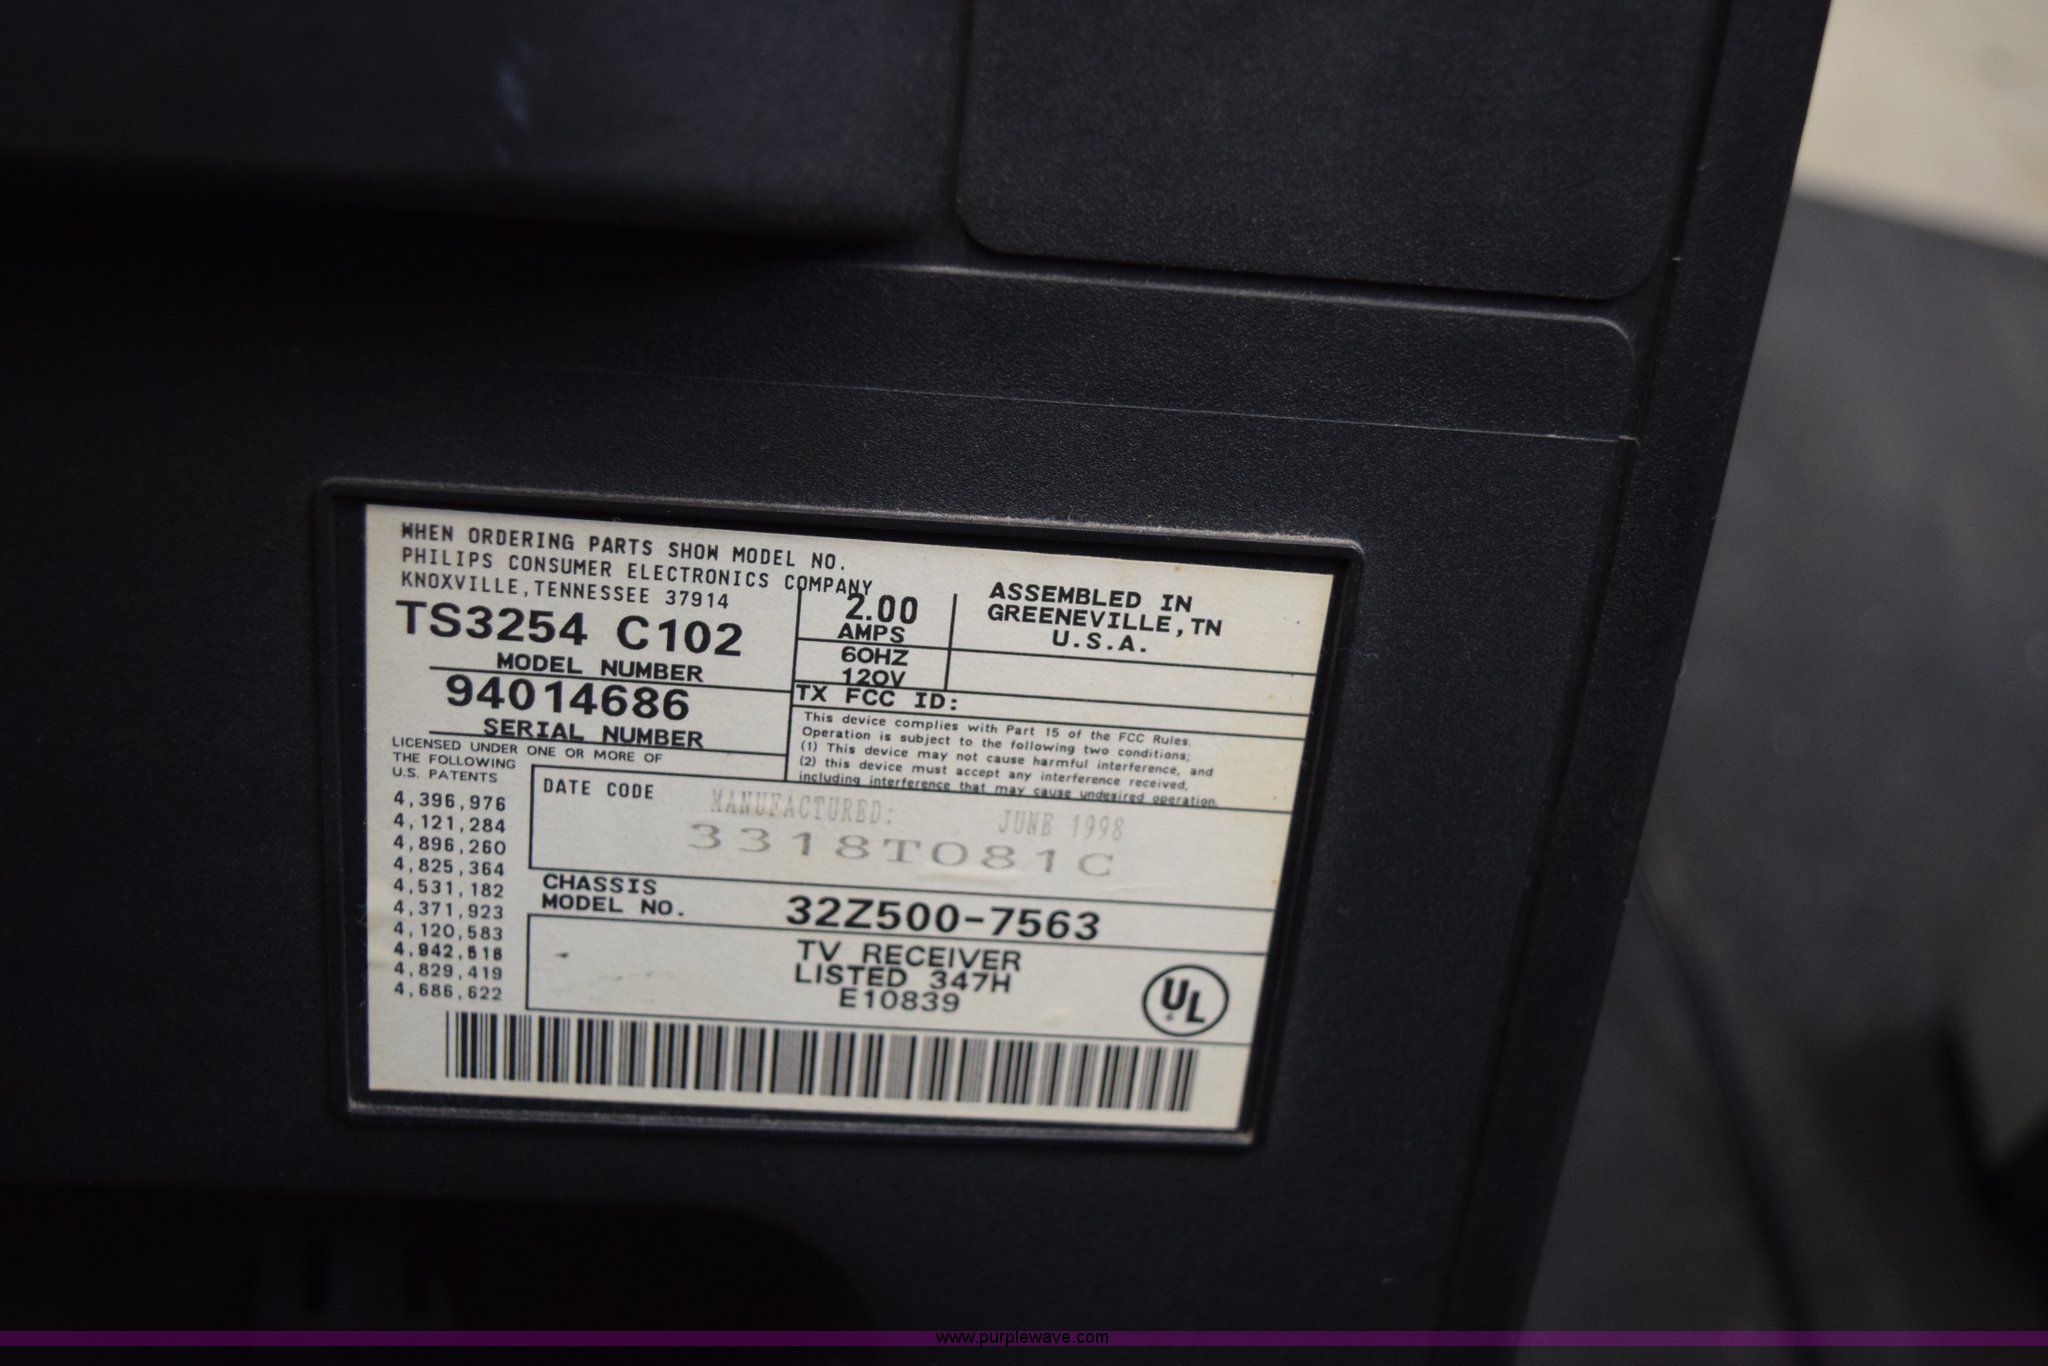 WHEN ORDERING PARTS SHOW MODEL NO.
PHILIPS CONSUMER ELECTRONICS COMPANY
KNOXVILLE, TENNESSEE 37914
TS3254 C102
MODEL NUMBER
94014686
SERIAL NUMBER
2.00
AMPS
60HZ
120V
ASSEMBLED IN
GREENEVILLE, TN
U.S.A.
TX FCC ID:
This device complies with Part 15 of the FCC Rules.
Operation is subject to the following two conditions;
(1) This device may not cause harmful interference, and
(2) this device must accept any interference received,
including interference that may cause undesired operation.
LICENSED UNDER ONE OR MORE OF
THE FOLLOWING
U.S. PATENTS
4,396,976
4,121,284
4,896,260
4,825,364
4,531,182
4,371,923
4,120,583
4,942,516
4,829,419
4,686,622
DATE CODE
MANUFACTURED: JUNE 1998
3318T081C
CHASSIS
MODEL NO. 32Z500-7563
TV RECEIVER
LISTED 347H
E10839
UL
www.purplewave.com